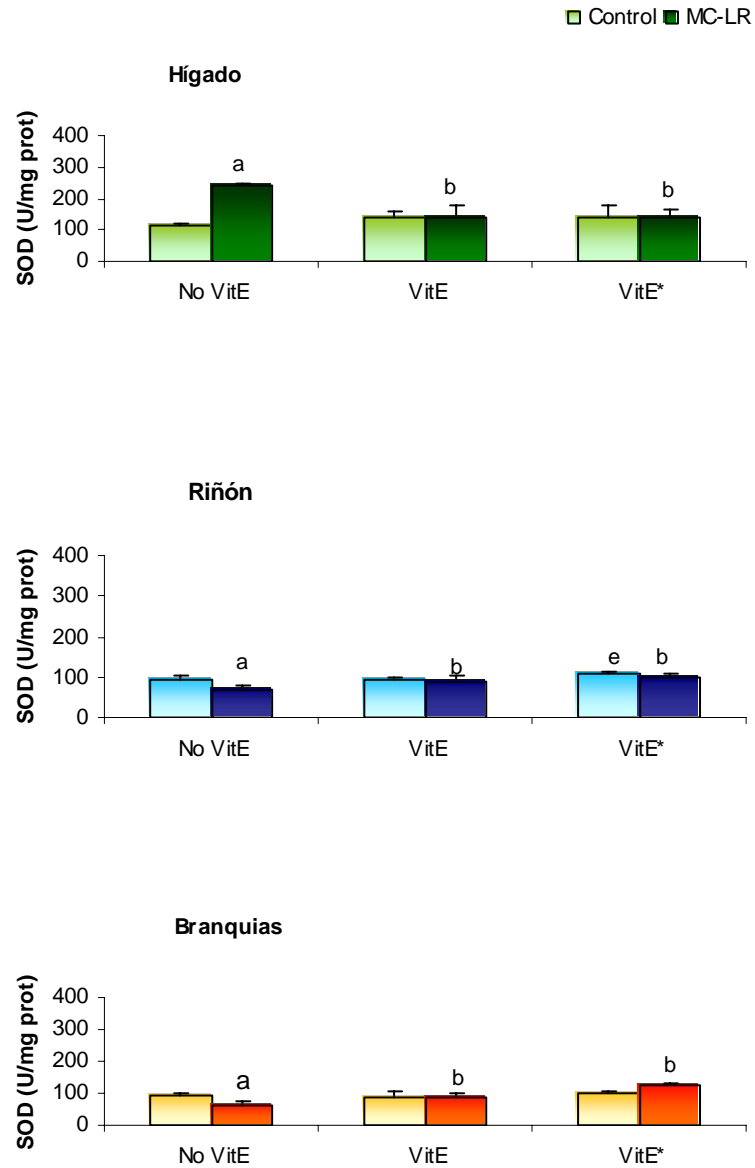 Control MC-LR
Hígado
SOD (U/mg prot)
400
300
200
100
0
a
b
b
No VitE VitE VitE*
Riñón
SOD (U/mg prot)
400
300
200
100
0
a
b
e b
No VitE VitE VitE*
Branquias
SOD (U/mg prot)
400
300
200
100
0
a
b
b
No VitE VitE VitE*